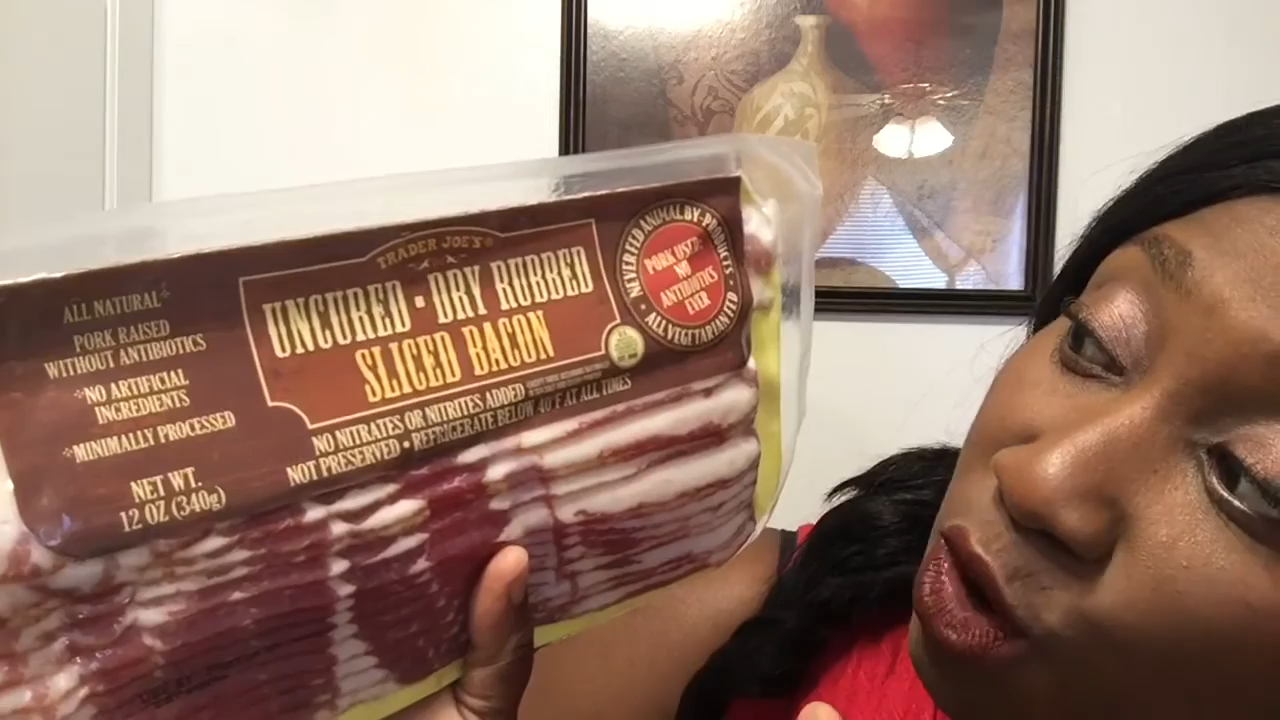 ALL NATURAL*
PORK RAISED
WITHOUT ANTIBIOTICS
*NO ARTIFICIAL
INGREDIENTS
*MINIMALLY PROCESSED
NET WT.
12 OZ (340g)
TRADER JOE'S®
UNCURED - DRY RUBBED
SLICED BACON
NO NITRATES OR NITRITES ADDED
NOT PRESERVED • REFRIGERATE BELOW 40°F AT ALL TIMES
NEVER FED ANIMAL BY-PRODUCTS
• ALL VEGETARIAN FED •
PORK USED:
NO
ANTIBIOTICS
EVER